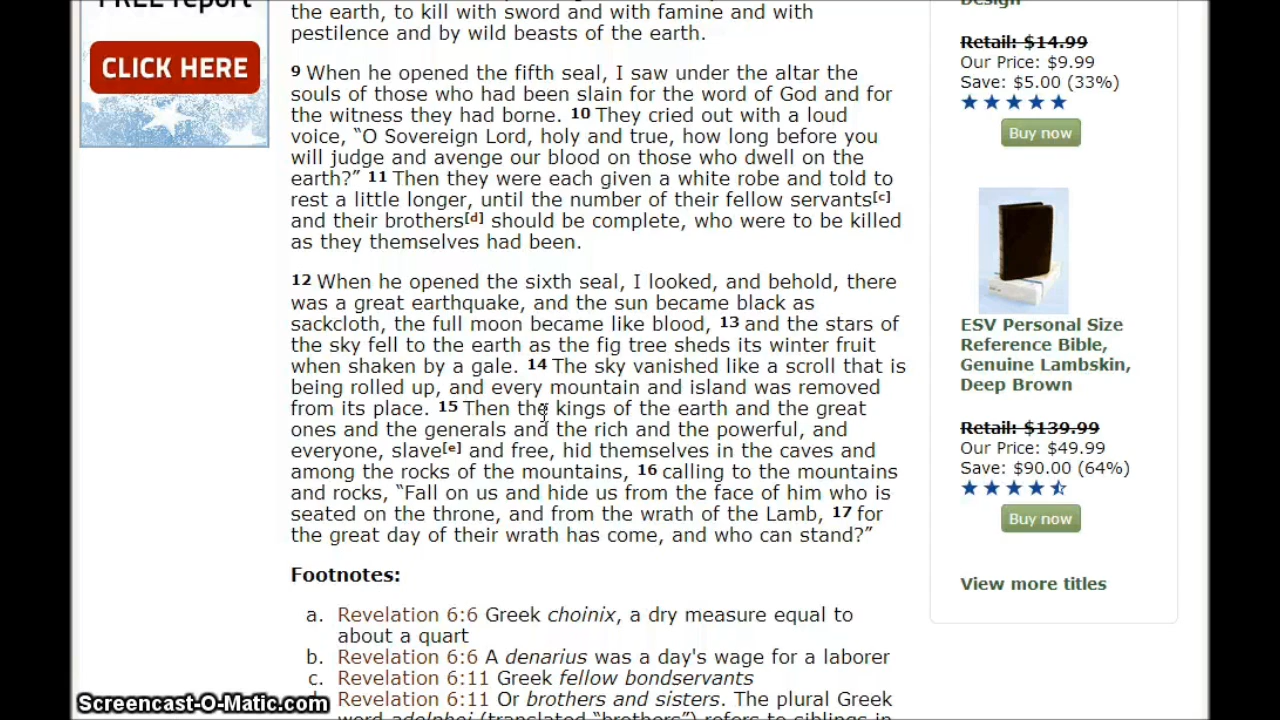 FREE report
CLICK HERE
the earth, to kill with sword and with famine and with
pestilence and by wild beasts of the earth.
9 When he opened the fifth seal, I saw under the altar the
souls of those who had been slain for the word of God and for
the witness they had borne. 10 They cried out with a loud
voice, “O Sovereign Lord, holy and true, how long before you
will judge and avenge our blood on those who dwell on the
earth?” 11 Then they were each given a white robe and told to
rest a little longer, until the number of their fellow servants[c]
and their brothers[d] should be complete, who were to be killed
as they themselves had been.
12 When he opened the sixth seal, I looked, and behold, there
was a great earthquake, and the sun became black as
sackcloth, the full moon became like blood, 13 and the stars of
the sky fell to the earth as the fig tree sheds its winter fruit
when shaken by a gale. 14 The sky vanished like a scroll that is
being rolled up, and every mountain and island was removed
from its place. 15 Then the kings of the earth and the great
ones and the generals and the rich and the powerful, and
everyone, slave[e] and free, hid themselves in the caves and
among the rocks of the mountains, 16 calling to the mountains
and rocks, “Fall on us and hide us from the face of him who is
seated on the throne, and from the wrath of the Lamb, 17 for
the great day of their wrath has come, and who can stand?”
Footnotes:
a. Revelation 6:6 Greek choinix, a dry measure equal to
about a quart
b. Revelation 6:6 A denarius was a day's wage for a laborer
c. Revelation 6:11 Greek fellow bondservants
d. Revelation 6:11 Or brothers and sisters. The plural Greek
word adelphoi (translated “brothers”) refers to siblings in
Design
Retail: $14.99
Our Price: $9.99
Save: $5.00 (33%)
Buy now
ESV Personal Size
Reference Bible,
Genuine Lambskin,
Deep Brown
Retail: $139.99
Our Price: $49.99
Save: $90.00 (64%)
Buy now
View more titles
Screencast-O-Matic.com